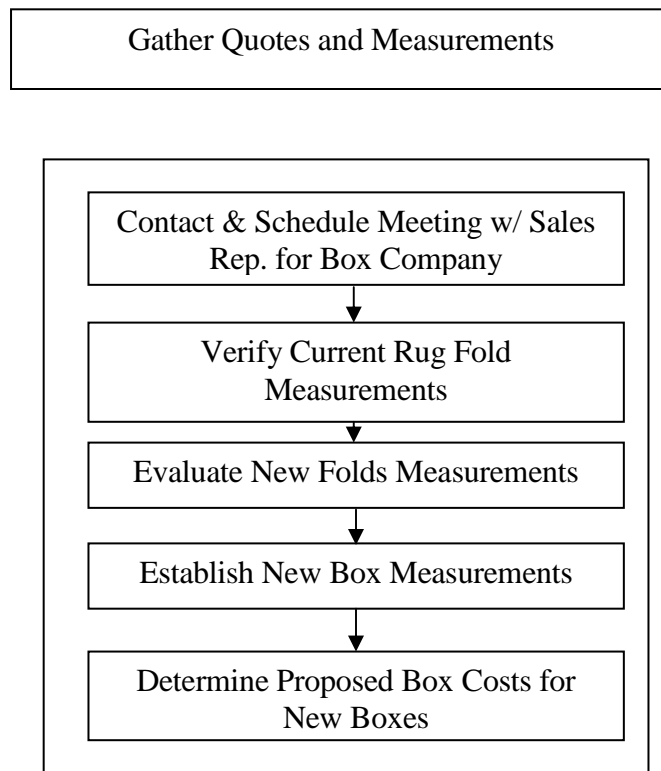 Gather Quotes and Measurements
Contact & Schedule Meeting w/ Sales
Rep. for Box Company
Verify Current Rug Fold
Measurements
Evaluate New Folds Measurements
Establish New Box Measurements
Determine Proposed Box Costs for
New Boxes